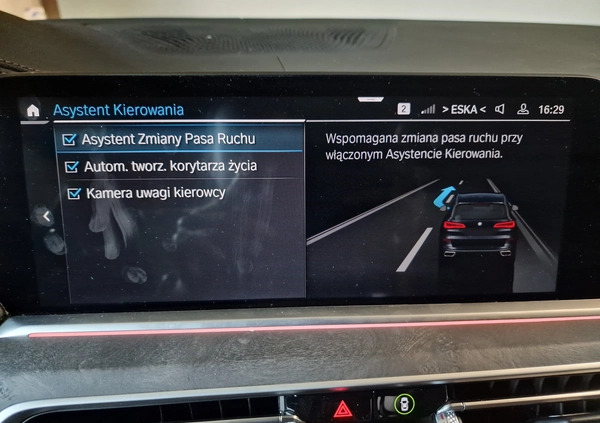 Asystent Kierowania
2 > ESKA < 16:29
Asystent Zmiany Pasa Ruchu
Autom. tworz. korytarza życia
Kamera uwagi kierowcy
Wspomagana zmiana pasa ruchu przy
włączonym Asystencie Kierowania.